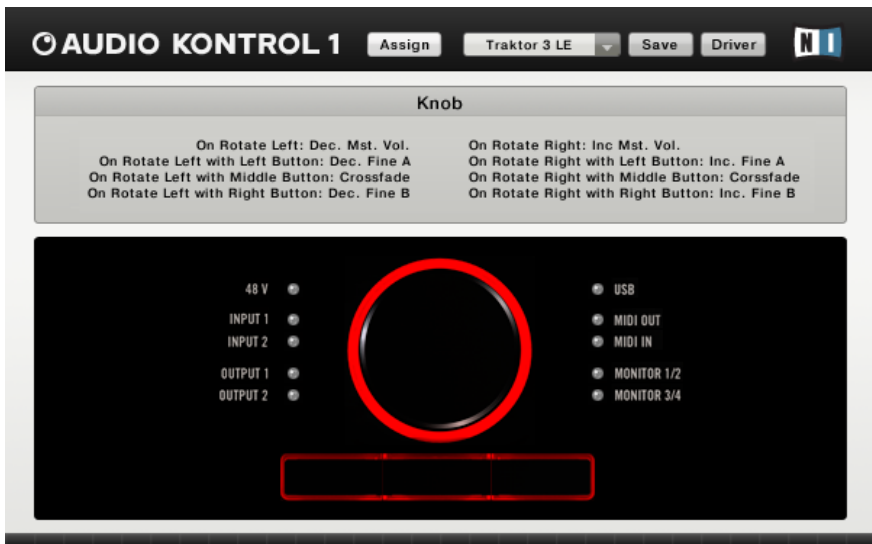 AUDIO KONTROL 1 Assign Traktor 3 LE Save Driver NI
Knob
On Rotate Left: Dec. Mst. Vol. On Rotate Right: Inc Mst. Vol.
On Rotate Left with Left Button: Dec. Fine A On Rotate Right with Left Button: Inc. Fine A
On Rotate Left with Middle Button: Crossfade On Rotate Right with Middle Button: Corssfade
On Rotate Left with Right Button: Dec. Fine B On Rotate Right with Right Button: Inc. Fine B
48 V USB
INPUT 1 MIDI OUT
INPUT 2 MIDI IN
OUTPUT 1 MONITOR 1/2
OUTPUT 2 MONITOR 3/4